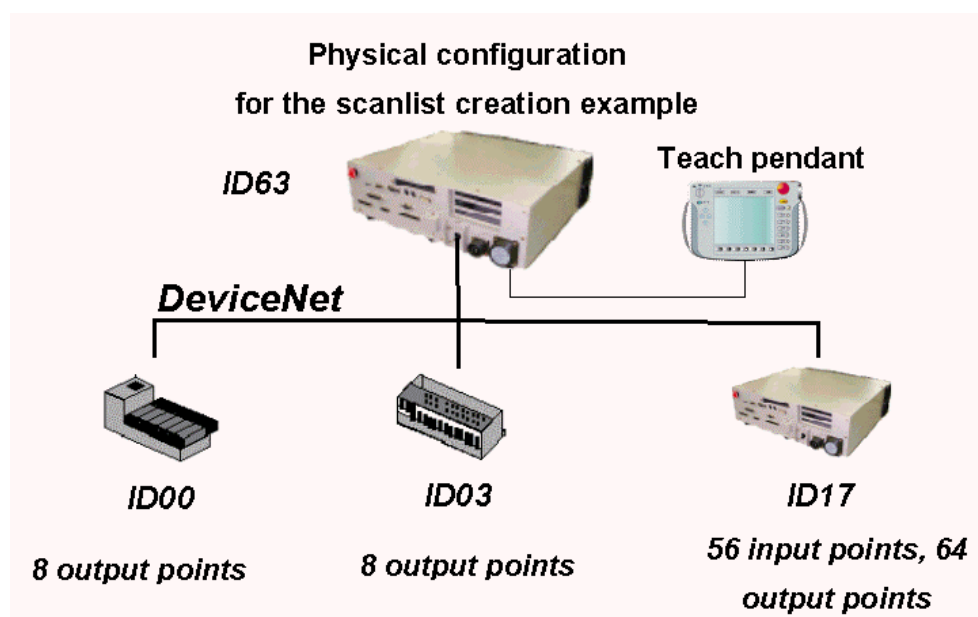 Physical configuration
for the scanlist creation example
ID63
Teach pendant
DeviceNet
ID00
ID03
ID17
8 output points
8 output points
56 input points, 64
output points